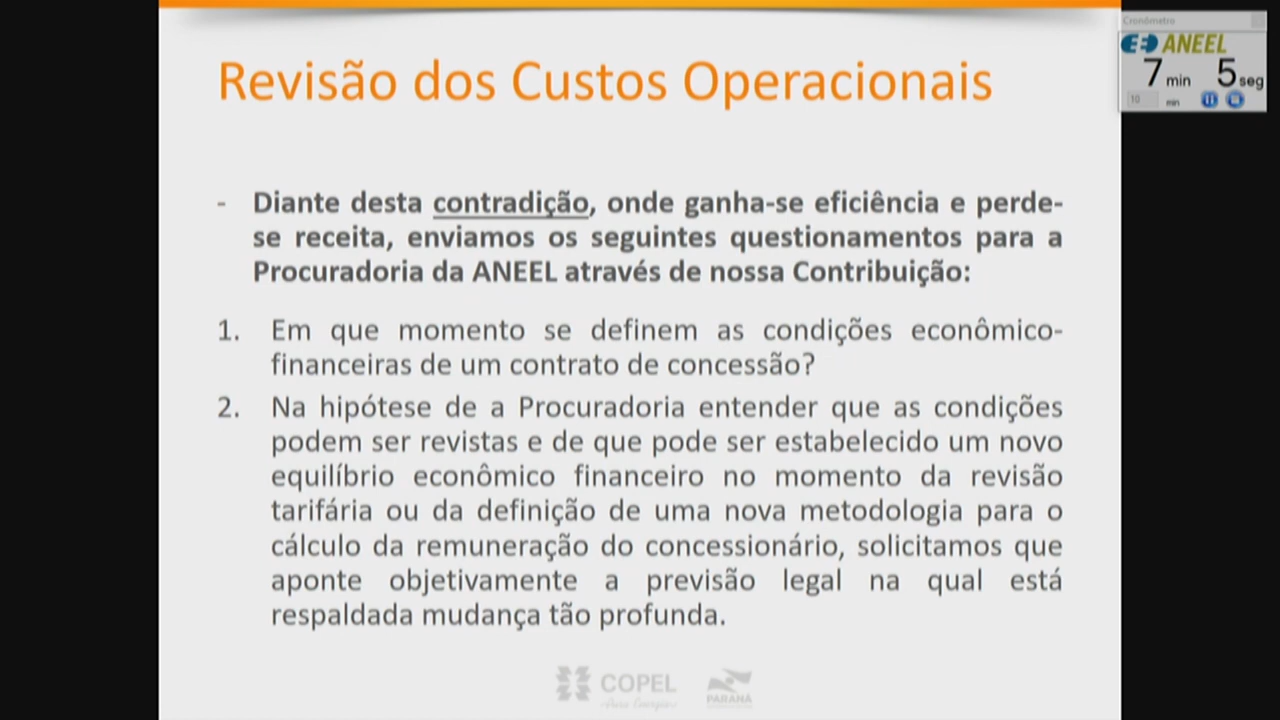 Revisão dos Custos Operacionais
Cronómetro
ANEEL
7 min 5 seg
10 min
- Diante desta contradição, onde ganha-se eficiência e perde-
se receita, enviamos os seguintes questionamentos para a
Procuradoria da ANEEL através de nossa Contribuição:
1. Em que momento se definem as condições econômico-
financeiras de um contrato de concessão?
2. Na hipótese de a Procuradoria entender que as condições
podem ser revistas e de que pode ser estabelecido um novo
equilíbrio econômico financeiro no momento da revisão
tarifária ou da definição de uma nova metodologia para o
cálculo da remuneração do concessionário, solicitamos que
aponte objetivamente a previsão legal na qual está
respaldada mudança tão profunda.
COPEL
Pura Energia
PARANÁ